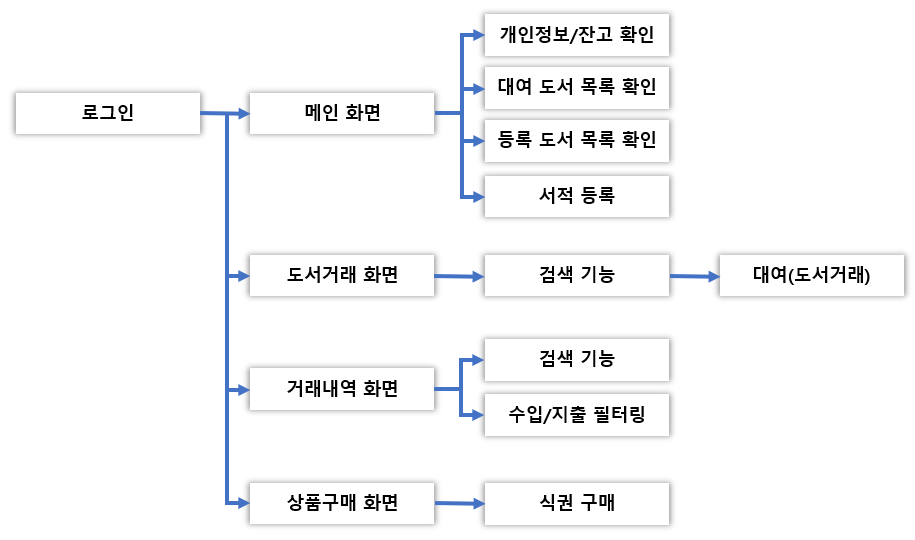 로그인
메인 화면
개인정보/잔고 확인
대여 도서 목록 확인
등록 도서 목록 확인
서적 등록
도서거래 화면
검색 기능
대여(도서거래)
거래내역 화면
검색 기능
수입/지출 필터링
상품구매 화면
식권 구매